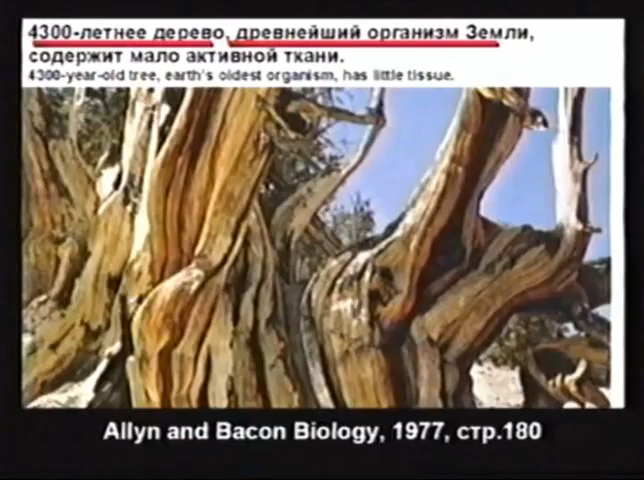 4300-летнее дерево, древнейший организм Земли,
содержит мало активной ткани.
4300-year-old tree, earth's oldest organism, has little tissue.
Allyn and Bacon Biology, 1977, стр.180